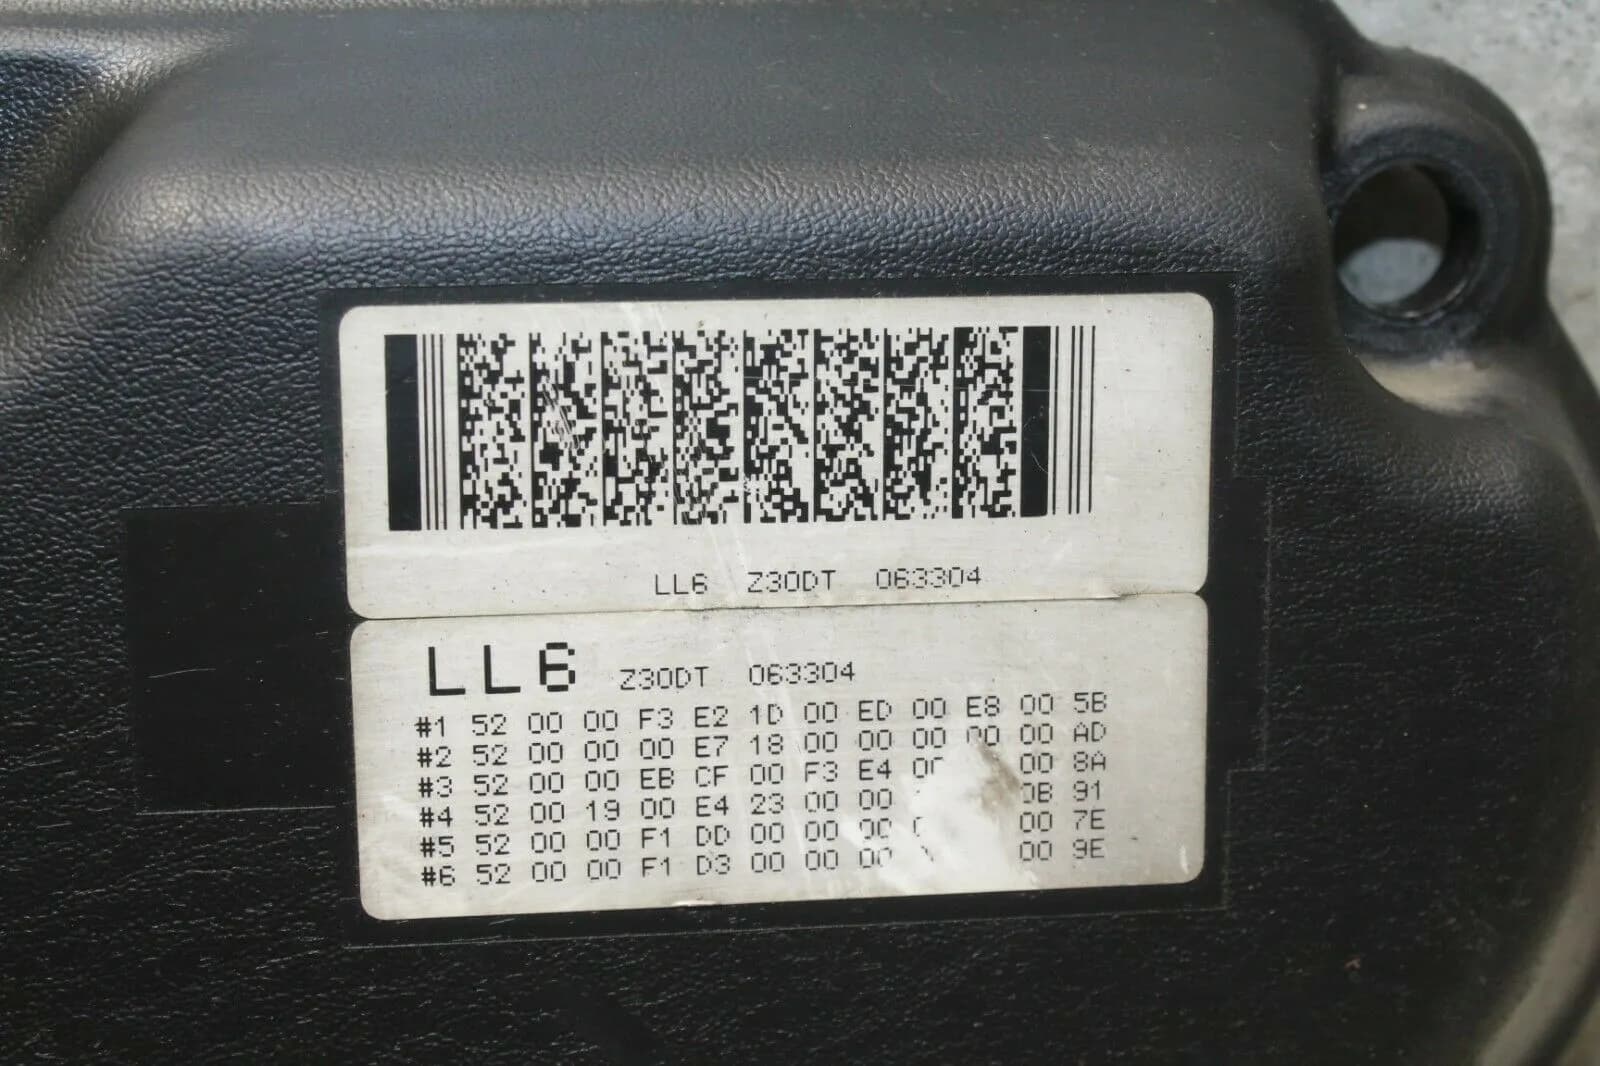 LL6 Z30DT 063304
LL6 Z30DT 063304
#1 52 00 00 F3 E2 1D 00 ED 00 E8 00 5B
#2 52 00 00 00 E7 18 00 00 00 00 00 AD
#3 52 00 00 EB CF 00 F3 E4 00 00 8A
#4 52 00 19 00 E4 23 00 00 0B 91
#5 52 00 00 F1 DD 00 00 00 00 7E
#6 52 00 00 F1 D3 00 00 00 00 9E